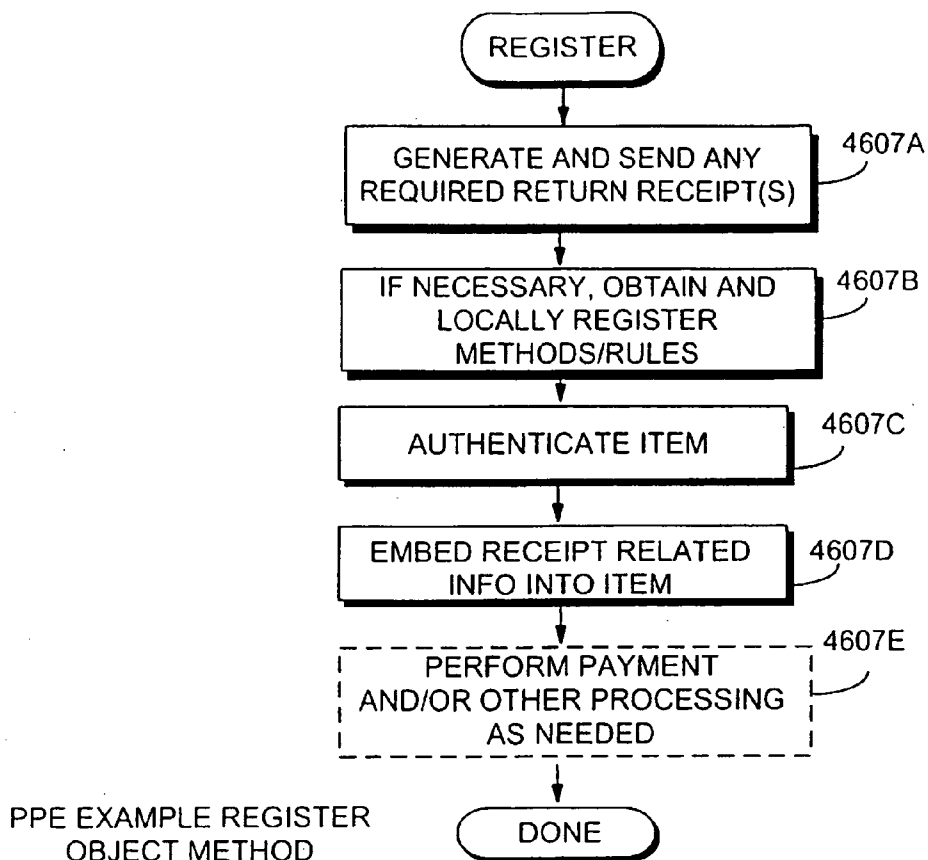 REGISTER
4607A
GENERATE AND SEND ANY
REQUIRED RETURN RECEIPT(S)
4607B
IF NECESSARY, OBTAIN AND
LOCALLY REGISTER
METHODS/RULES
4607C
AUTHENTICATE ITEM
4607D
EMBED RECEIPT RELATED
INFO INTO ITEM
4607E
PERFORM PAYMENT
AND/OR OTHER PROCESSING
AS NEEDED
DONE
PPE EXAMPLE REGISTER
OBJECT METHOD